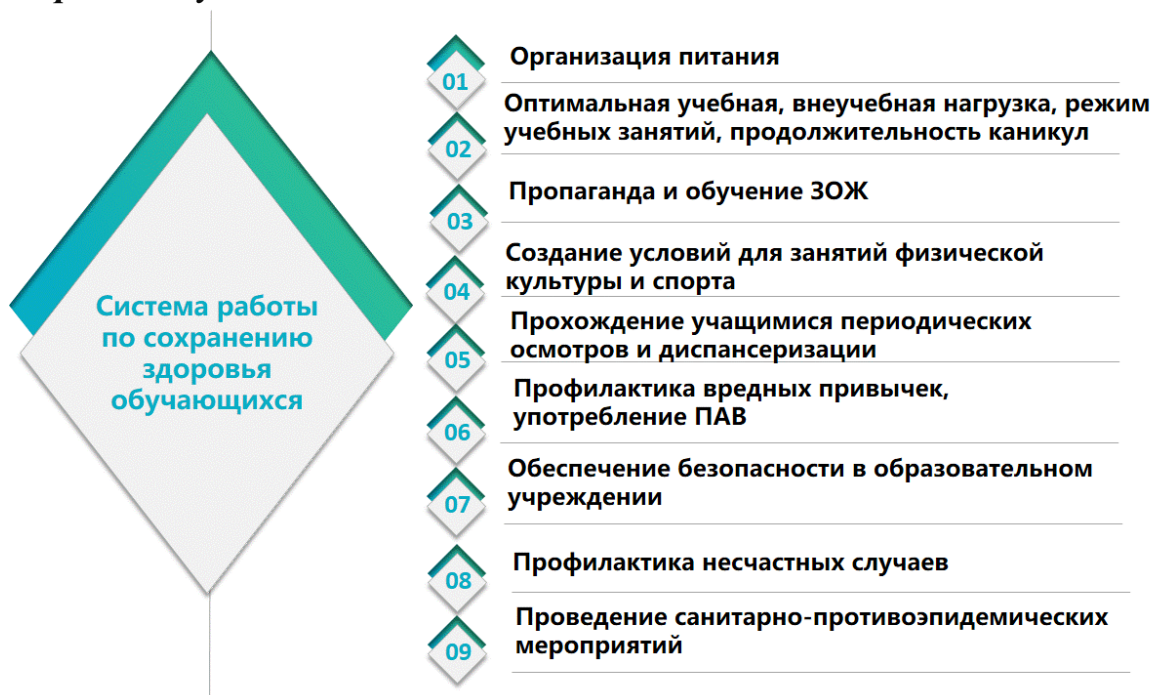 Система работы
по сохранению
здоровья
обучающихся
01
Организация питания
02
Оптимальная учебная, внеучебная нагрузка, режим
учебных занятий, продолжительность каникул
03
Пропаганда и обучение ЗОЖ
04
Создание условий для занятий физической
культуры и спорта
05
Прохождение учащимися периодических
осмотров и диспансеризации
06
Профилактика вредных привычек,
употребление ПАВ
07
Обеспечение безопасности в образовательном
учреждении
08
Профилактика несчастных случаев
09
Проведение санитарно-противоэпидемических
мероприятий